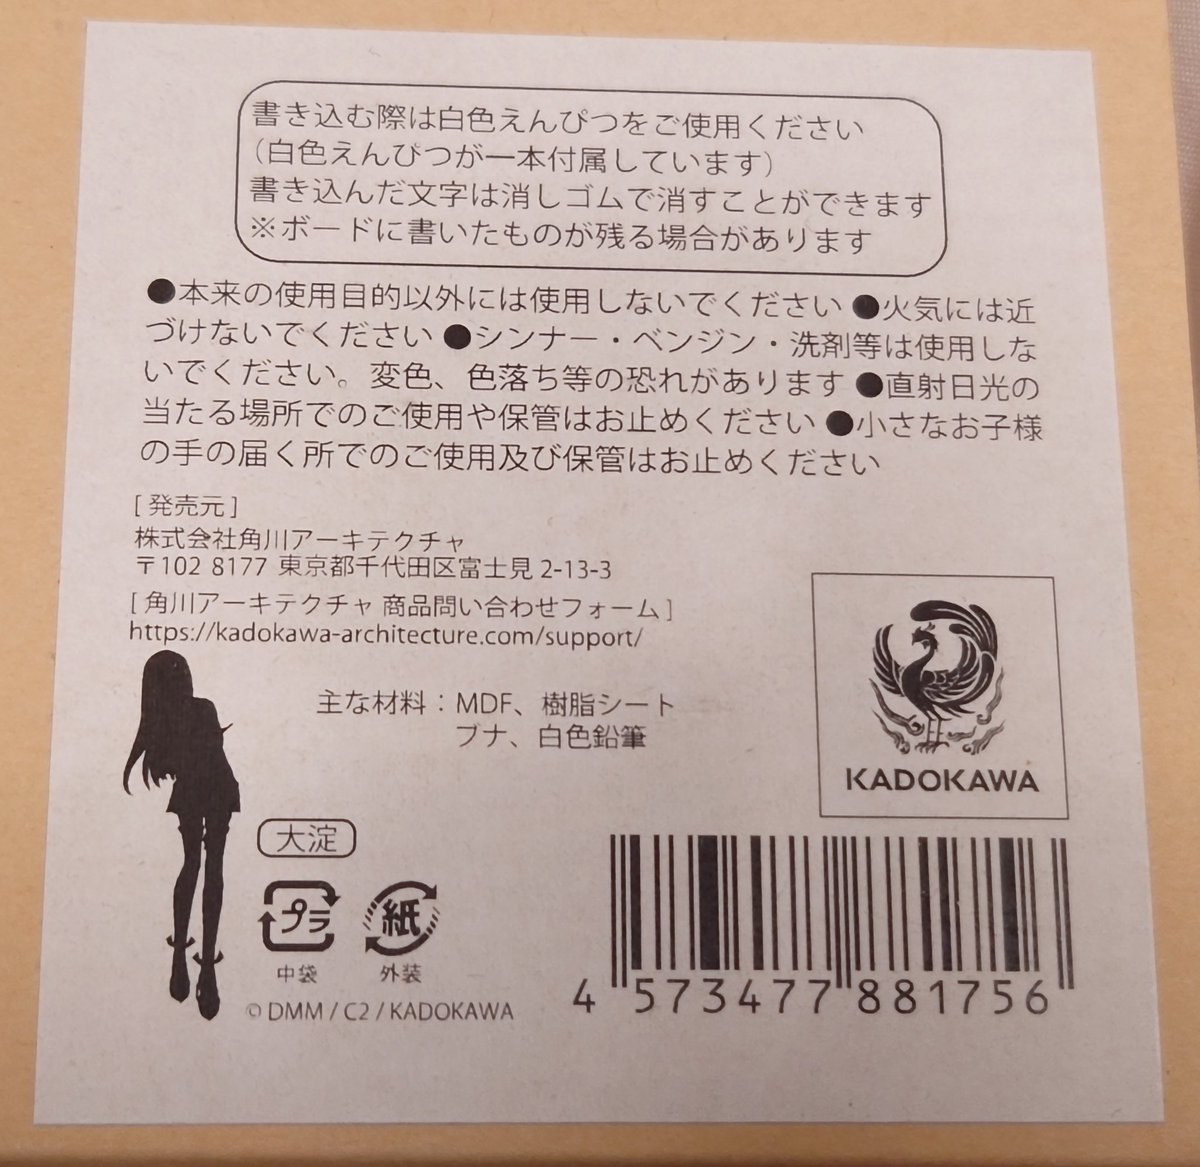 書き込む際は白色えんぴつをご使用ください
(白色えんぴつが一本付属しています)
書き込んだ文字は消しゴムで消すことができます
※ボードに書いたものが残る場合があります
●本来の使用目的以外には使用しないでください ●火気には近
づけないでください ●シンナー・ベンジン・洗剤等は使用しな
いでください。変色、色落ち等の恐れがあります ●直射日光の
当たる場所でのご使用や保管はお止めください ●小さなお子様
の手の届く所でのご使用及び保管はお止めください
[発売元]
株式会社角川アーキテクチャ
〒102 8177 東京都千代田区富士見 2-13-3
[角川アーキテクチャ 商品問い合わせフォーム]
https://kadokawa-architecture.com/support/
主な材料：MDF、樹脂シート
ブナ、白色鉛筆
KADOKAWA
大淀
プラ
紙
中袋
外装
© DMM / C2 / KADOKAWA
4 573477 881756